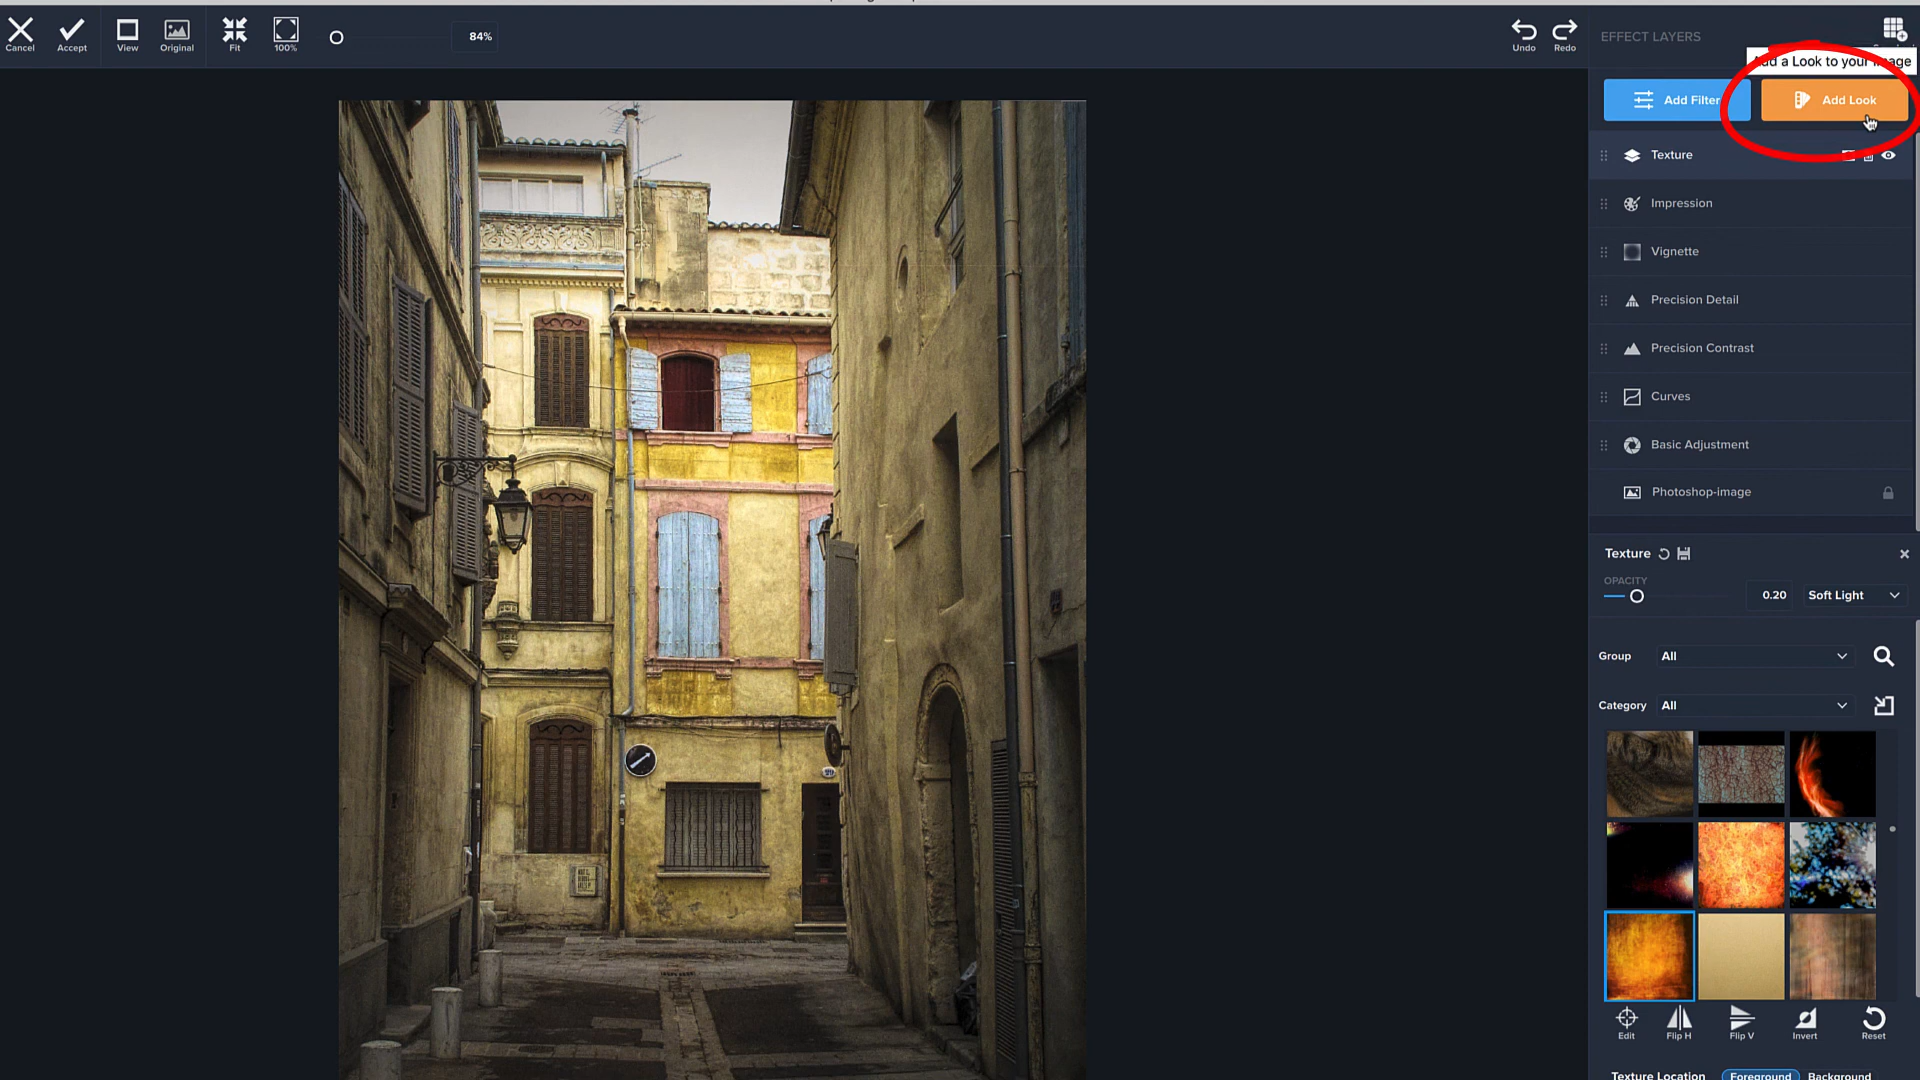 Cancel
Accept
View
Original
Fit
100%
84%
Undo
Redo
EFFECT LAYERS
Add a Look to your image
Add Filter
Add Look
Texture
Impression
Vignette
Precision Detail
Precision Contrast
Curves
Basic Adjustment
Photoshop-image
Texture
OPACITY
0.20
Soft Light
Group
All
Category
All
Edit
Flip H
Flip V
Invert
Reset
Texture Location
Foreground
Background